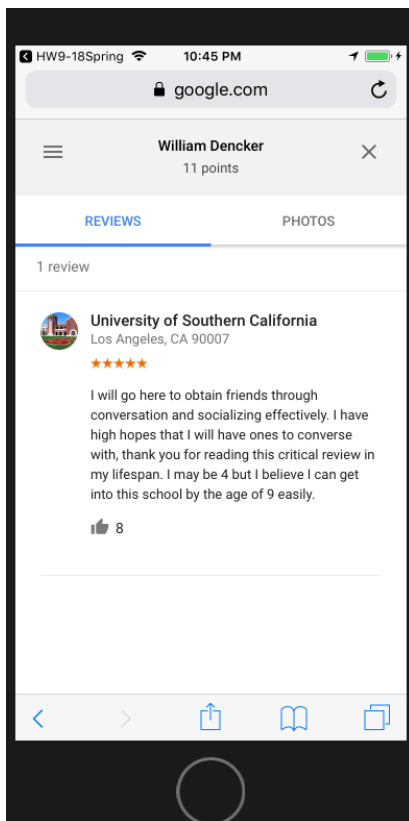 HW9-18Spring 10:45 PM
google.com
William Dencker
11 points
REVIEWS PHOTOS
1 review
University of Southern California
Los Angeles, CA 90007
I will go here to obtain friends through
conversation and socializing effectively. I have
high hopes that I will have ones to converse
with, thank you for reading this critical review in
my lifespan. I may be 4 but I believe I can get
into this school by the age of 9 easily.
8